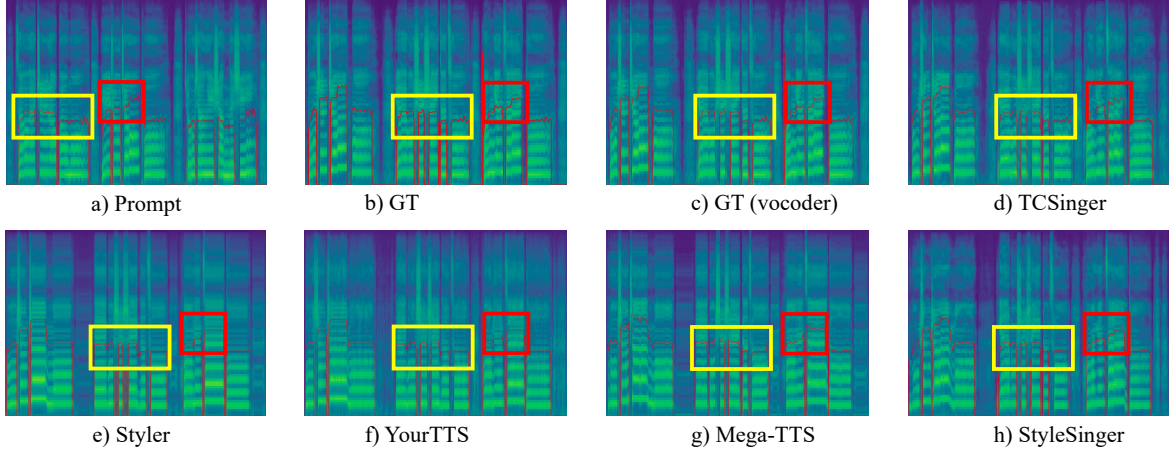 a) Prompt
b) GT
c) GT (vocoder)
d) TCSinger
e) Styler
f) YourTTS
g) Mega-TTS
h) StyleSinger